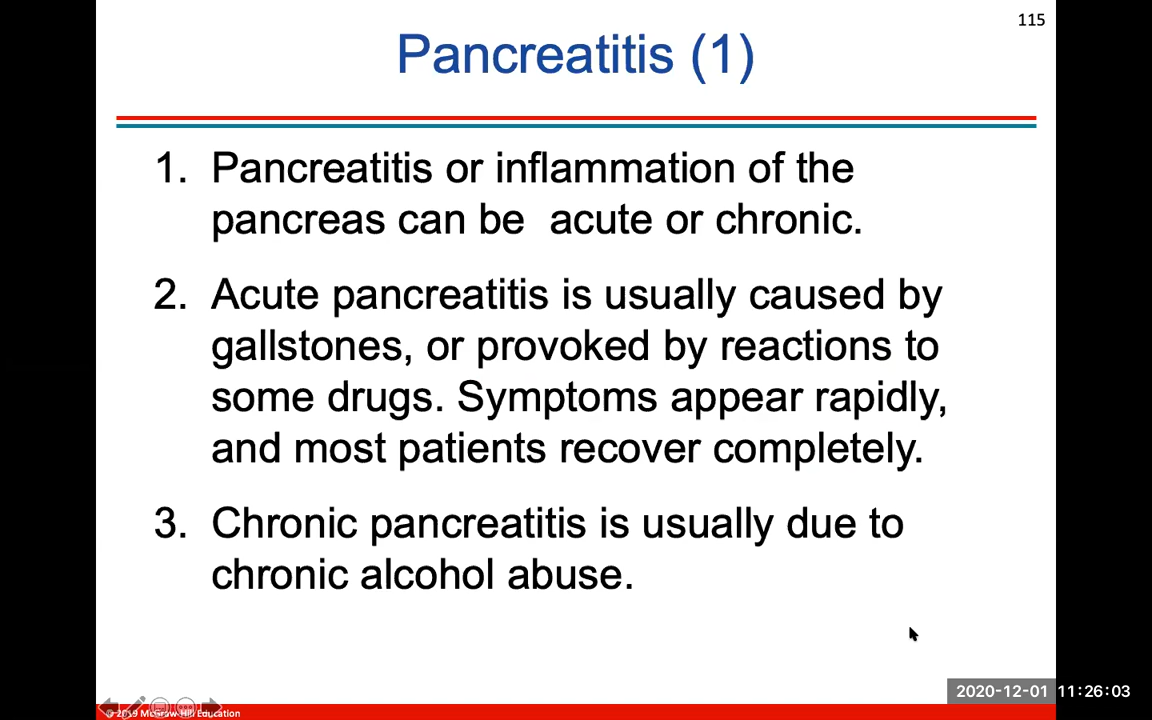 115
Pancreatitis (1)
1. Pancreatitis or inflammation of the
pancreas can be  acute or chronic.
2. Acute pancreatitis is usually caused by
gallstones, or provoked by reactions to
some drugs. Symptoms appear rapidly,
and most patients recover completely.
3. Chronic pancreatitis is usually due to
chronic alcohol abuse.
2020-12-01 11:26:03
© 2019 McGraw-Hill Education